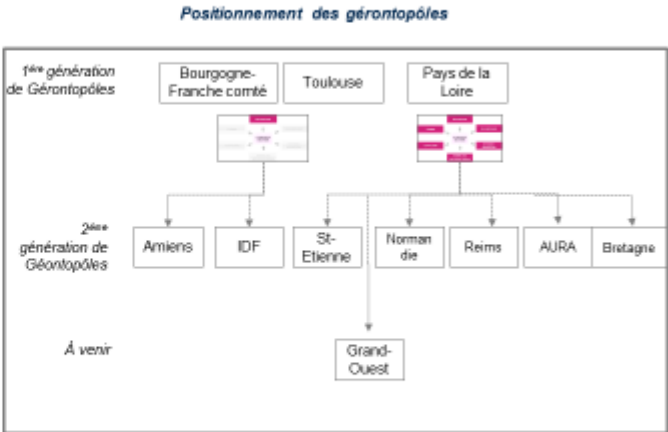 Positionnement des gérontopôles
1ère génération
de Gérontopôles
Bourgogne-
Franche comté
Toulouse
Pays de la
Loire
2ème
génération de
Géontopôles
Amiens
IDF
St-
Etienne
Norman
die
Reims
AURA
Bretagne
À venir
Grand-
Ouest